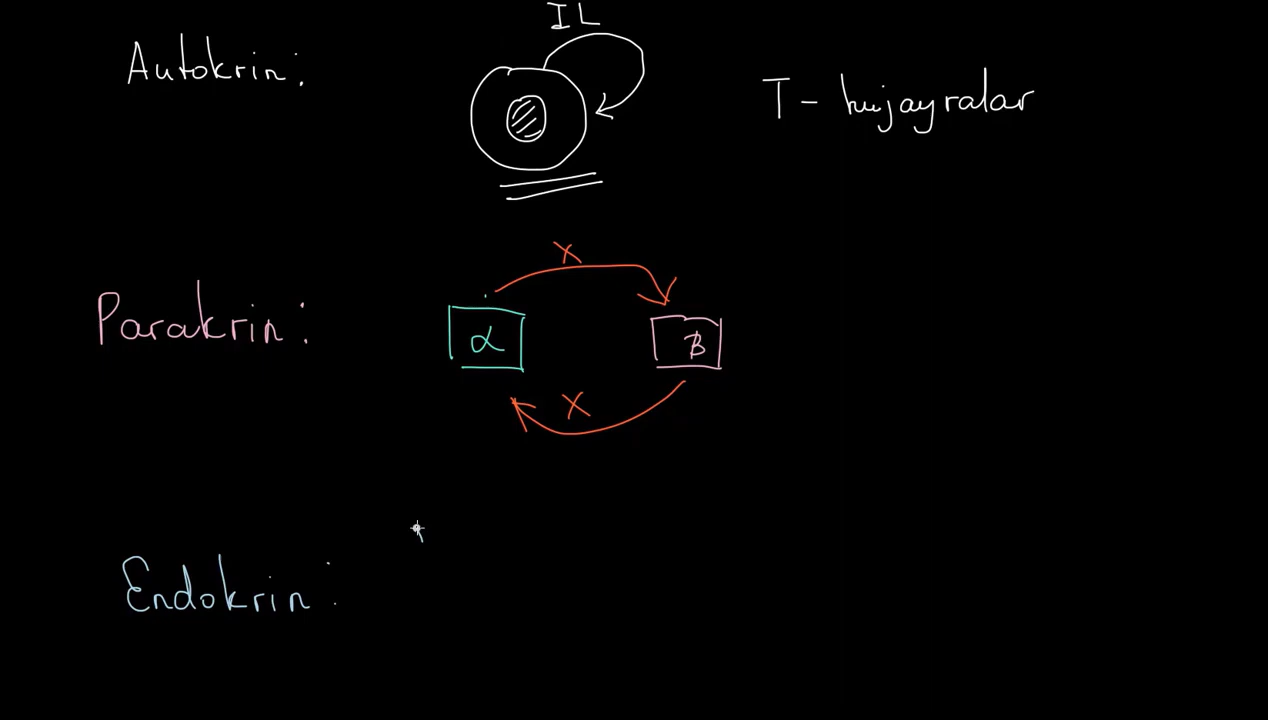 IL
Autokrin:
T- hujayralar
X
Parakrin:
α
B
X
Endokrin: